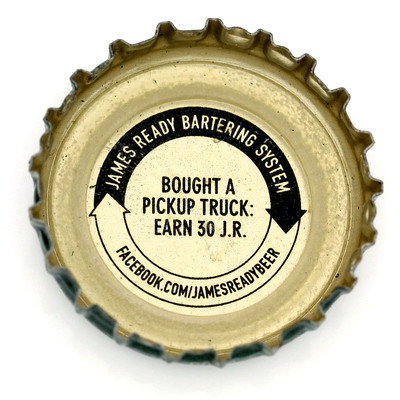 JAMES READY BARTERING SYSTEM
BOUGHT A
PICKUP TRUCK:
EARN 30 J.R.
FACEBOOK.COM/JAMESREADYBEER